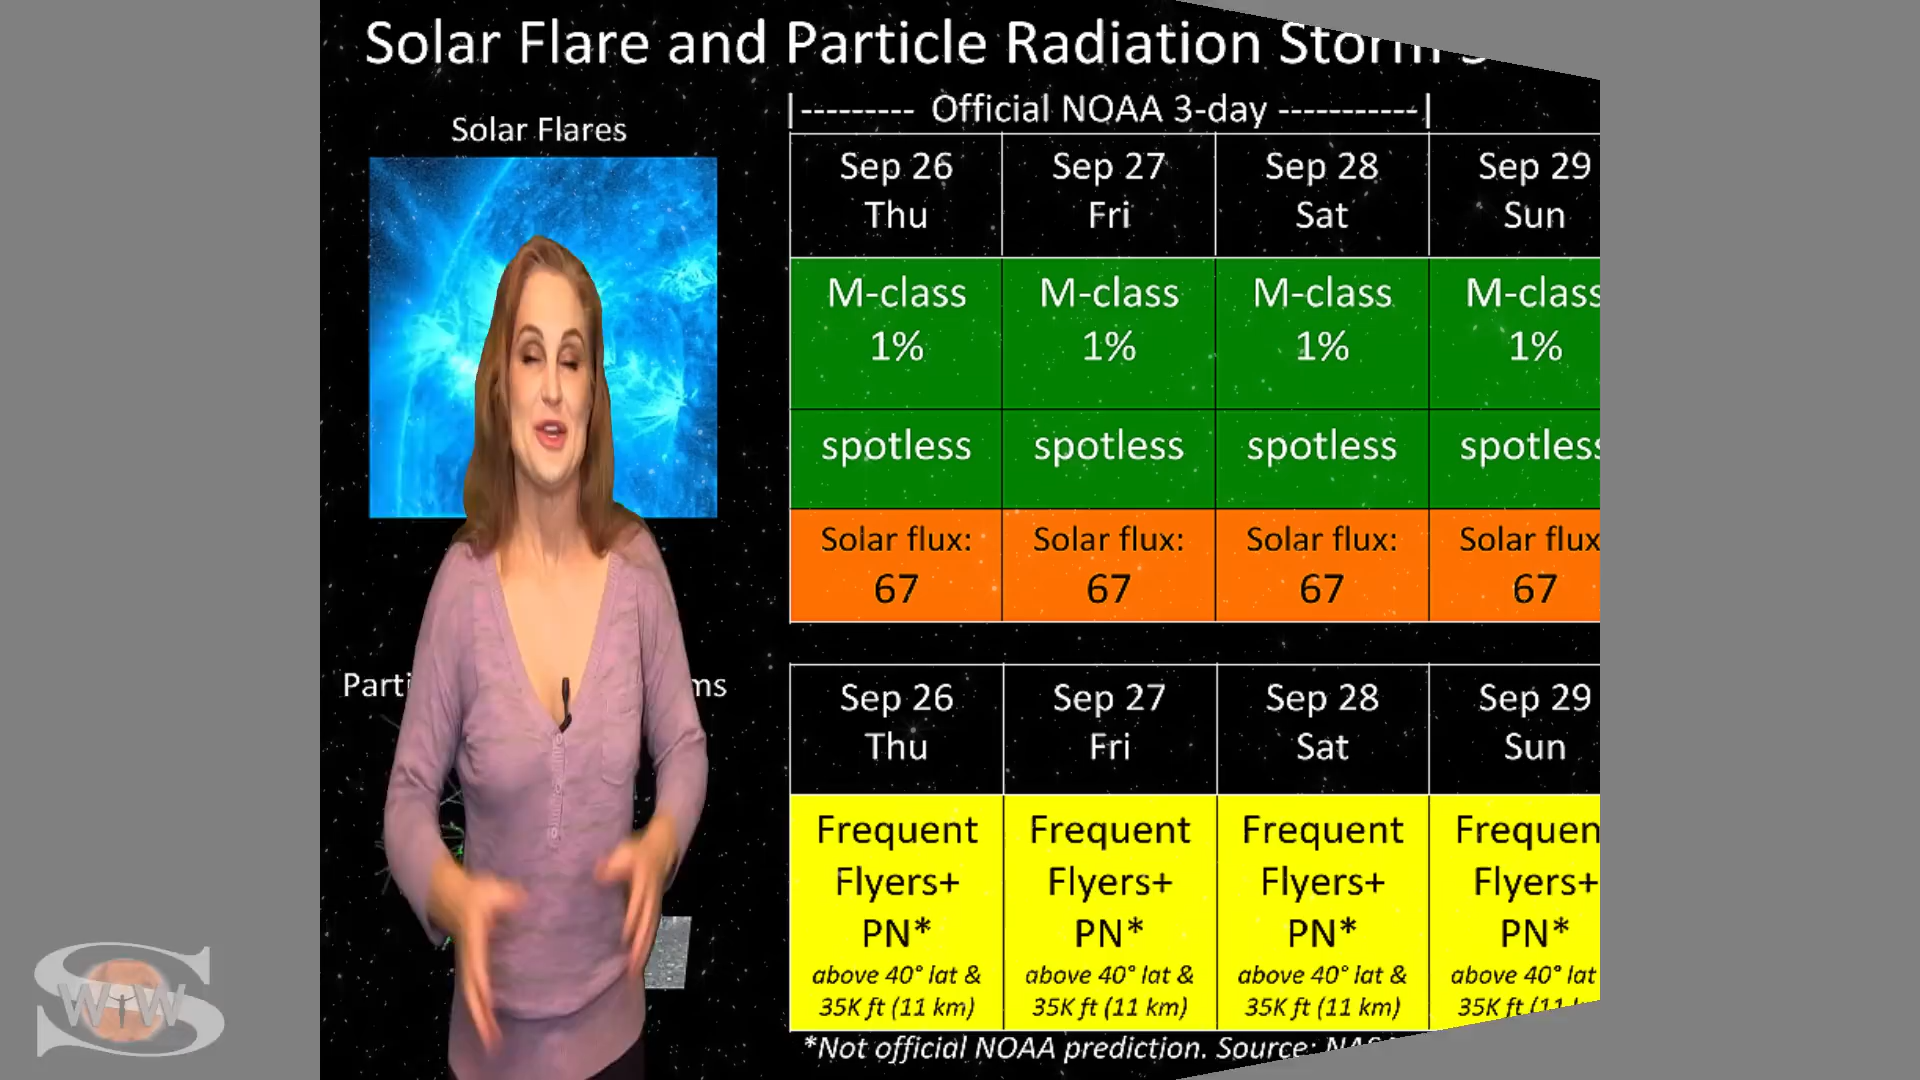 Solar Flare and Particle Radiation Storm
|--------- Official NOAA 3-day -----------|
Solar Flares
Sep 26 Sep 27 Sep 28 Sep 29
Thu Fri Sat Sun
M-class M-class M-class M-class
1% 1% 1% 1%
spotless spotless spotless spotless
Solar flux: Solar flux: Solar flux: Solar flux
67 67 67 67
Sep 26 Sep 27 Sep 28 Sep 29
Thu Fri Sat Sun
Frequent Frequent Frequent Frequen
Flyers+ Flyers+ Flyers+ Flyers+
PN* PN* PN* PN*
above 40° lat & above 40° lat & above 40° lat & above 40° lat
35K ft (11 km) 35K ft (11 km) 35K ft (11 km) 35K ft
*Not official NOAA prediction. Source:
SWW